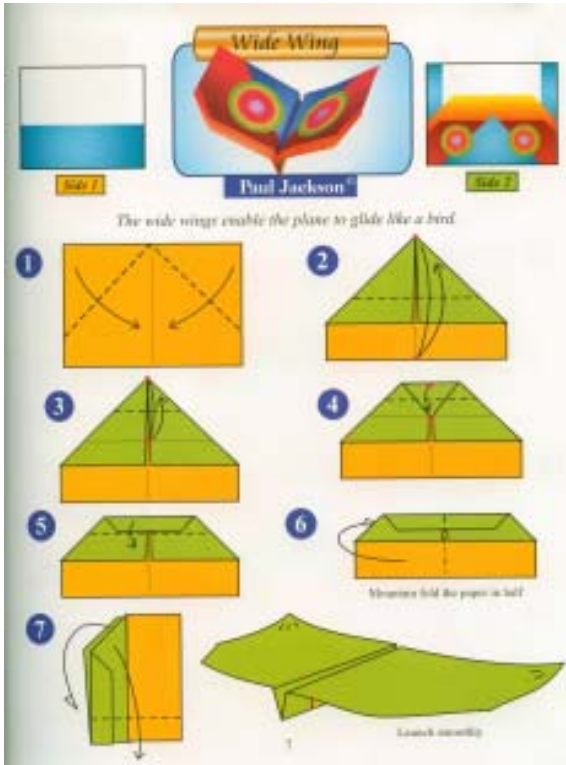 Wide Wing
Side 1
Paul Jackson©
Side 2
The wide wings enable the plane to glide like a bird.
1
2
3
4
5
6
Mountain fold the paper in half
7
Launch smoothly